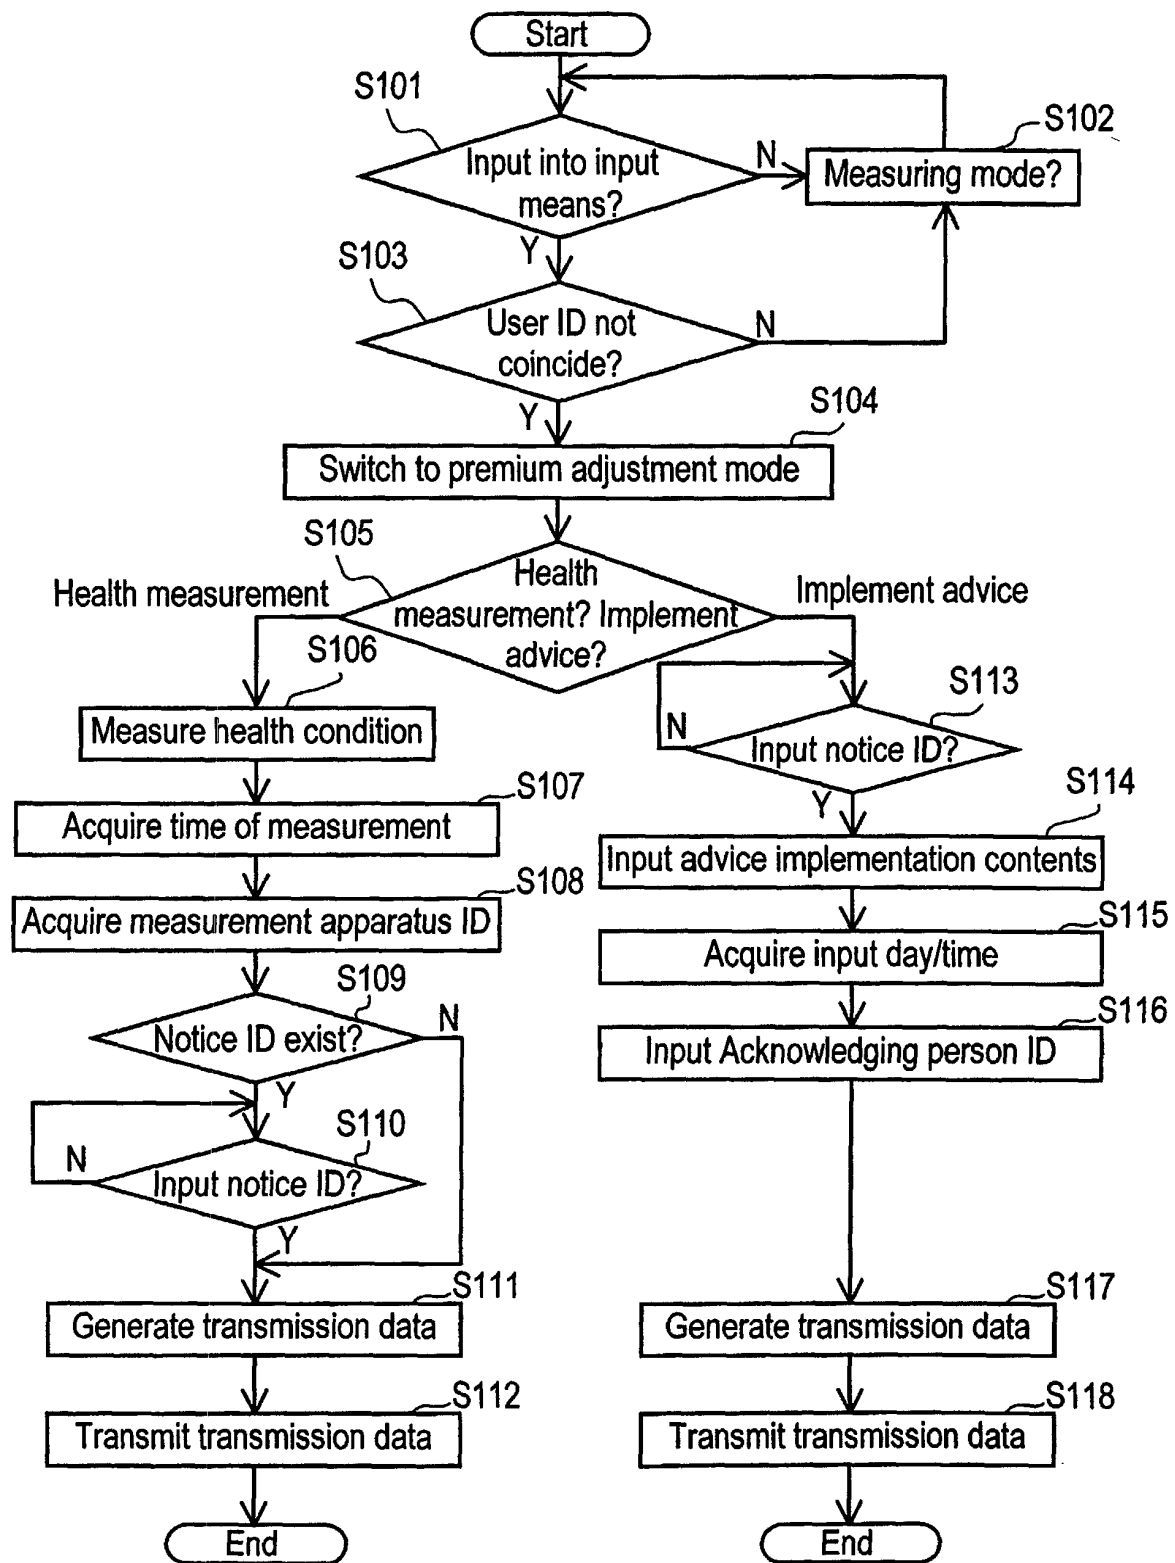 Start
S101
Input into input
means?
N
S102
Measuring mode?
Y
S103
User ID not
coincide?
N
Y
S104
Switch to premium adjustment mode
S105
Health
measurement? Implement
advice?
Health measurement
Implement advice
S106
Measure health condition
S107
Acquire time of measurement
S108
Acquire measurement apparatus ID
S109
Notice ID exist?
N
Y
S110
Input notice ID?
N
Y
S111
Generate transmission data
S112
Transmit transmission data
End
S113
Input notice ID?
N
Y
S114
Input advice implementation contents
S115
Acquire input day/time
S116
Input Acknowledging person ID
S117
Generate transmission data
S118
Transmit transmission data
End